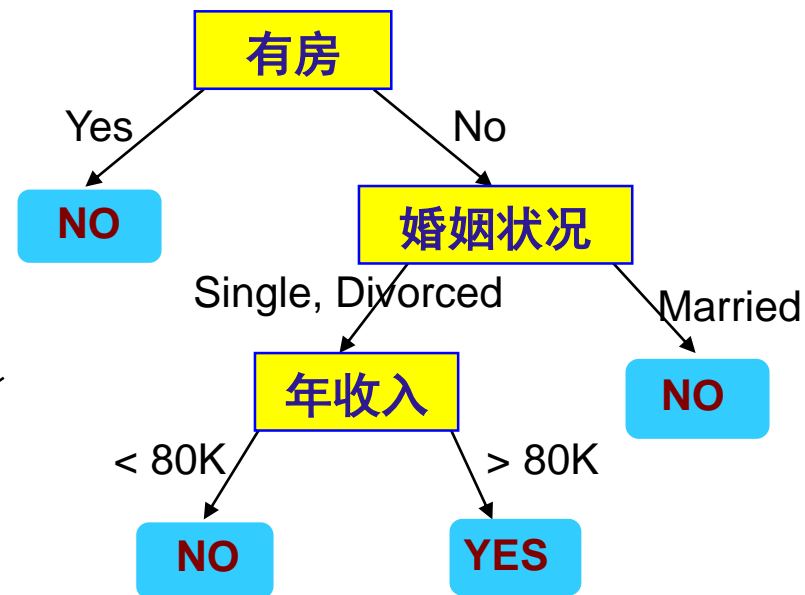 有房
Yes
No
NO
婚姻状况
Single, Divorced
Married
年收入
NO
< 80K
> 80K
NO
YES